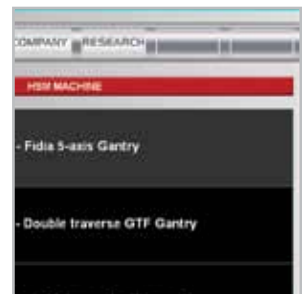 COMPANY RESEARCH
HSM MACHINE
- Fidia 5-axis Gantry
- Double traverse GTF Gantry